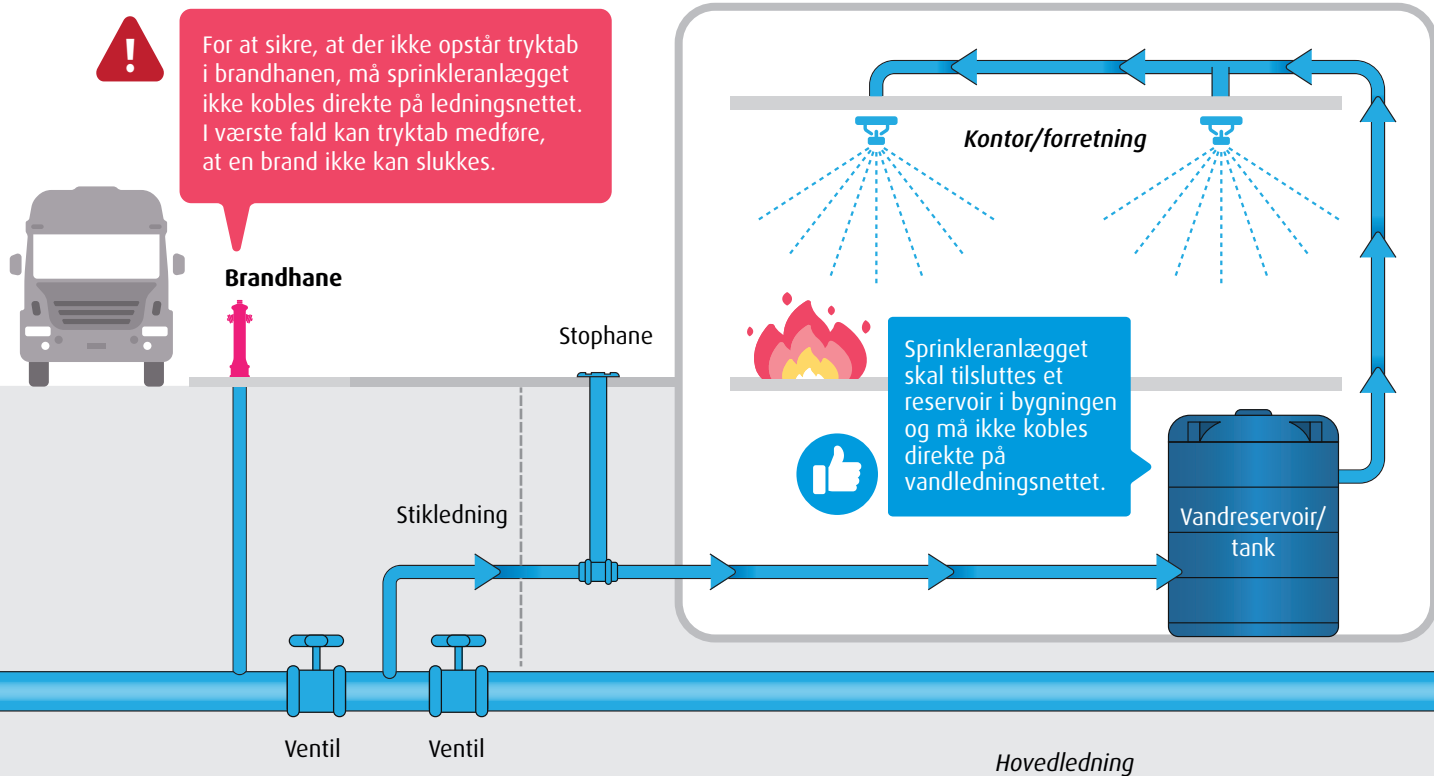 !
For at sikre, at der ikke opstår tryktab
i brandhanen, må sprinkleranlægget
ikke kobles direkte på ledningsnettet.
I værste fald kan tryktab medføre,
at en brand ikke kan slukkes.
Kontor/forretning
Brandhane
Stophane
Sprinkleranlægget
skal tilsluttes et
reservoir i bygningen
og må ikke kobles
direkte på
vandledningsnettet.
Stikledning
Vandreservoir/
tank
Ventil
Ventil
Hovedledning